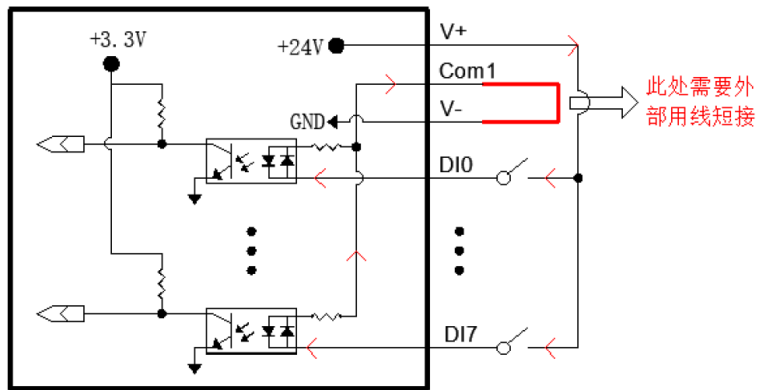 +3.3V
+24V
V+
Com1
此处需要外
部用线短接
GND
V-
DI0
DI7